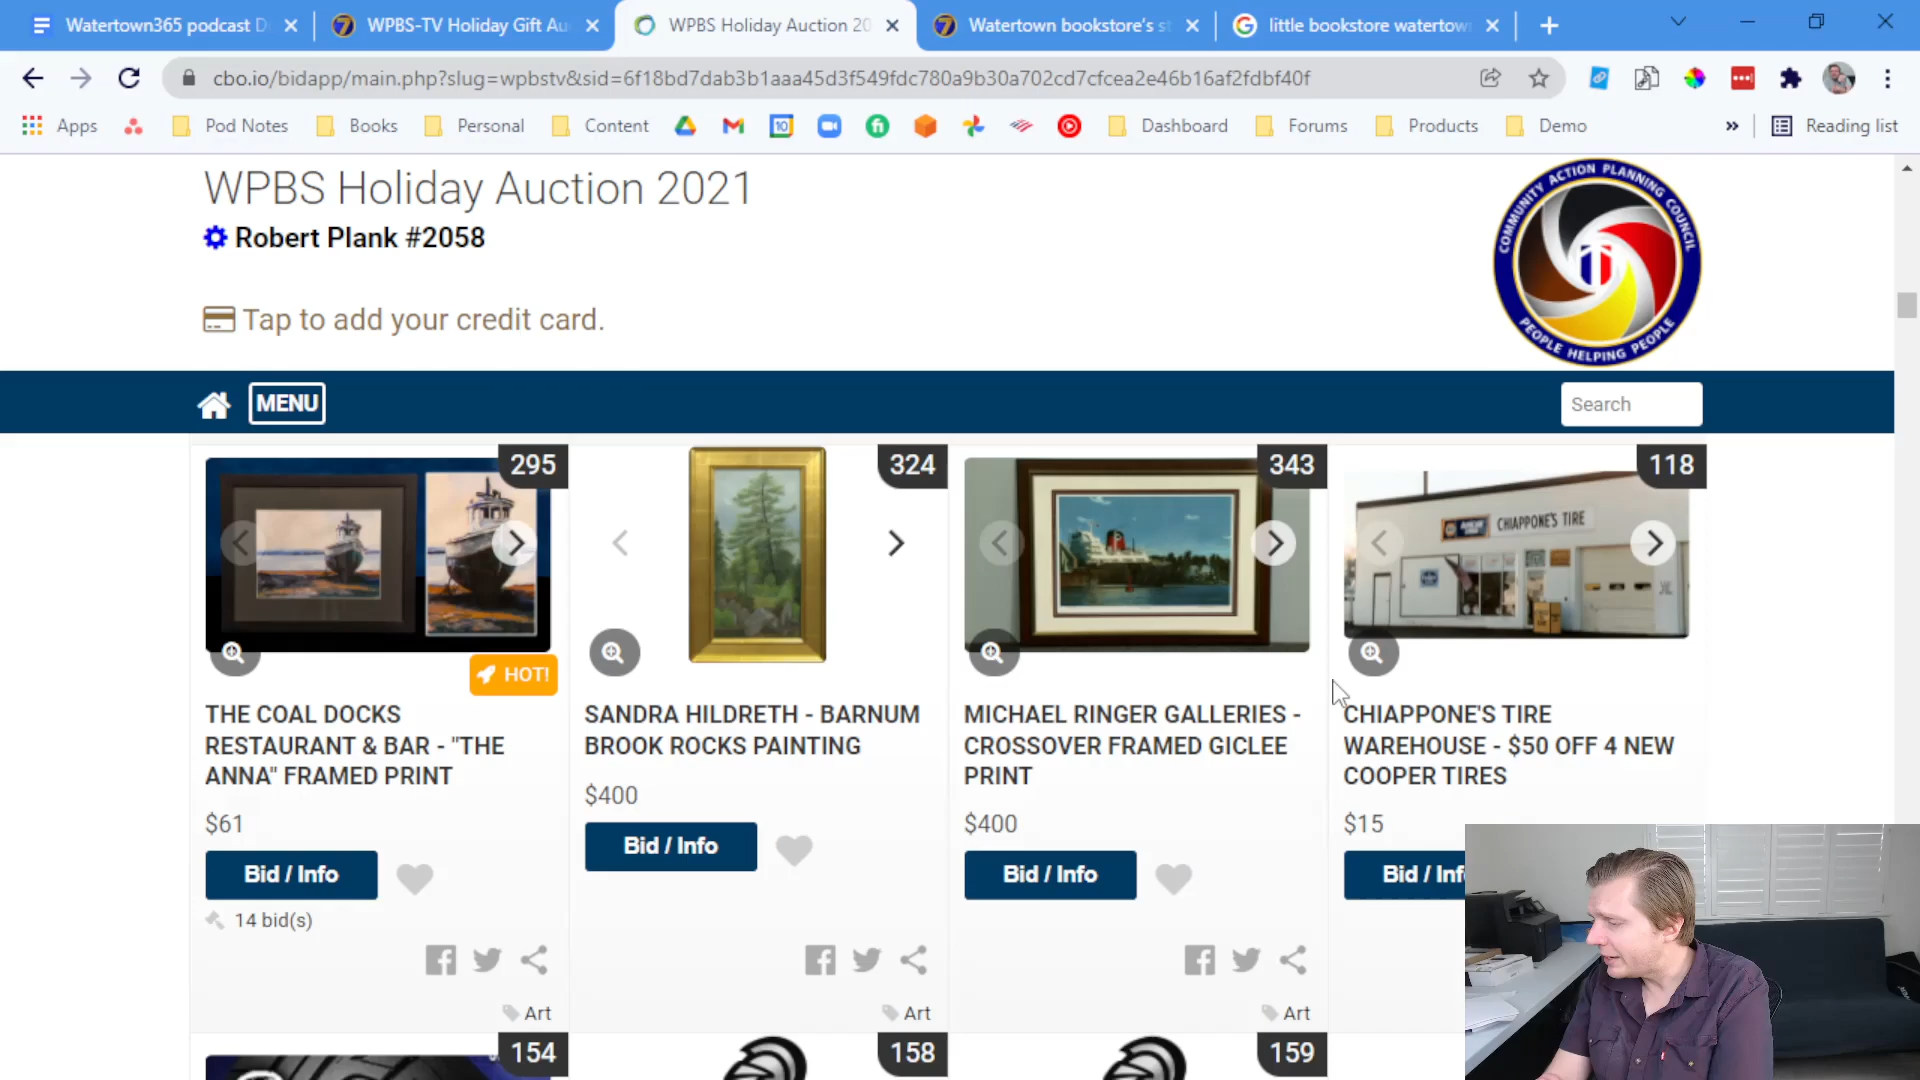 Watertown365 podcast D
WPBS-TV Holiday Gift Au
WPBS Holiday Auction 20
Watertown bookstore's st
little bookstore watertow
cbo.io/bidapp/main.php?slug=wpbstv&sid=6f18bd7dab3b1aaa45d3f549fdc780a9b30a702cd7cfcea2e46b16af2fdbf40f
Apps
Pod Notes
Books
Personal
Content
10
Dashboard
Forums
Products
Demo
Reading list
WPBS Holiday Auction 2021
Robert Plank #2058
Tap to add your credit card.
COMMUNITY ACTION PLANNING COUNCIL
PEOPLE HELPING PEOPLE
MENU
Search
295
324
343
118
CHIAPPONE'S TIRE
HOT!
THE COAL DOCKS
RESTAURANT & BAR - "THE
ANNA" FRAMED PRINT
$61
Bid / Info
14 bid(s)
Art
SANDRA HILDRETH - BARNUM
BROOK ROCKS PAINTING
$400
Bid / Info
Art
MICHAEL RINGER GALLERIES -
CROSSOVER FRAMED GICLEE
PRINT
$400
Bid / Info
Art
CHIAPPONE'S TIRE
WAREHOUSE - $50 OFF 4 NEW
COOPER TIRES
$15
Bid / Inf
154
158
159